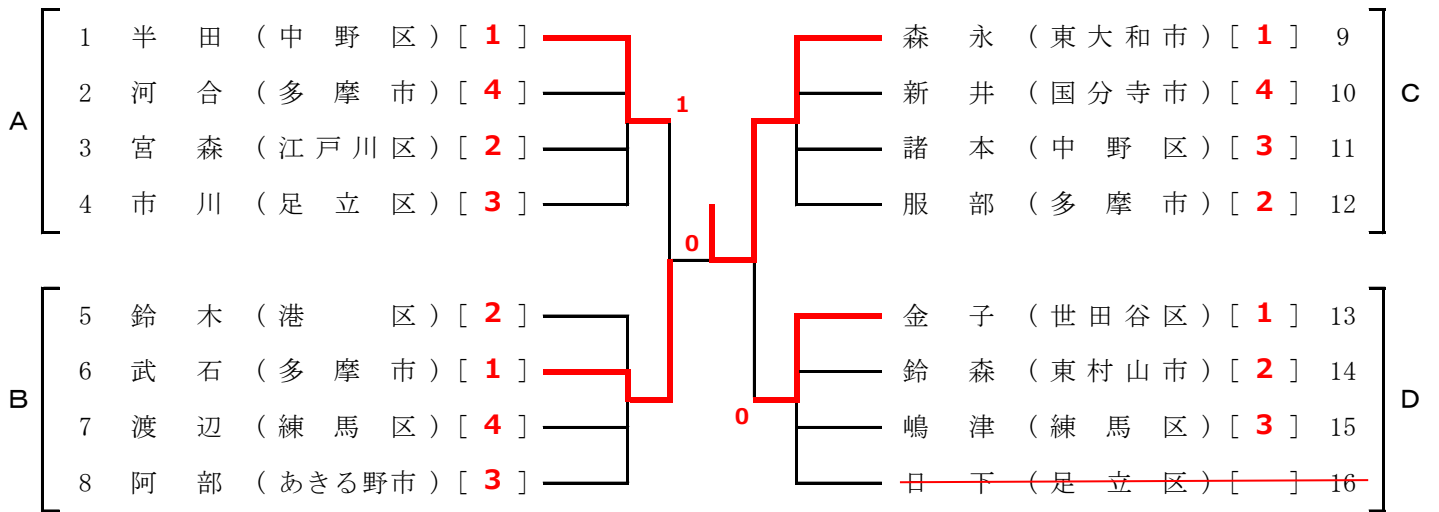 A
1 半田 (中野区) [ 1 ]
2 河合 (多摩市) [ 4 ]
3 宮森 (江戸川区) [ 2 ]
4 市川 (足立区) [ 3 ]
1
B
5 鈴木 (港区) [ 2 ]
6 武石 (多摩市) [ 1 ]
7 渡辺 (練馬区) [ 4 ]
8 阿部 (あきる野市) [ 3 ]
0
C
森永 (東大和市) [ 1 ] 9
新井 (国分寺市) [ 4 ] 10
諸本 (中野区) [ 3 ] 11
服部 (多摩市) [ 2 ] 12
D
金子 (世田谷区) [ 1 ] 13
鈴森 (東村山市) [ 2 ] 14
嶋津 (練馬区) [ 3 ] 15
日下 (足立区) [ ] 16
0